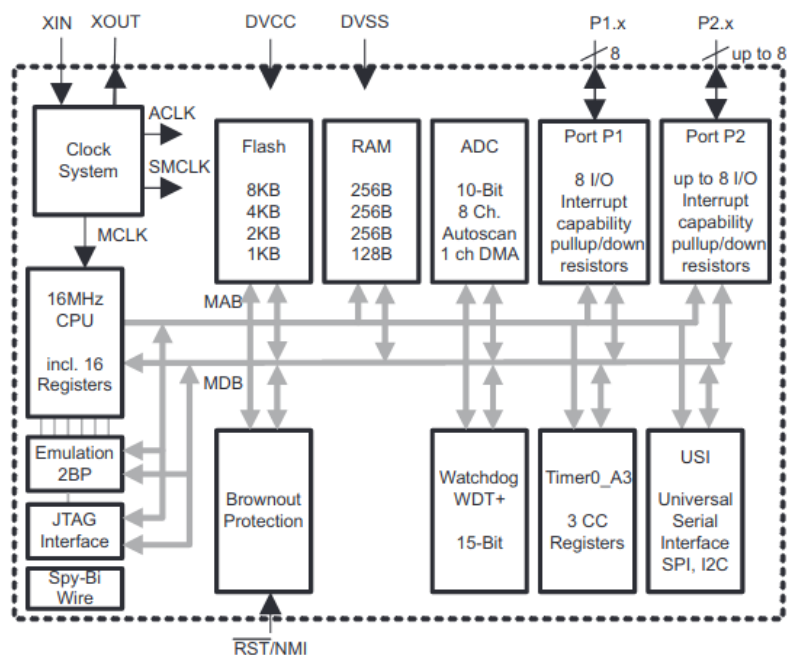 XIN XOUT DVCC DVSS P1.x P2.x
8 up to 8
Clock
System
ACLK
SMCLK
MCLK
Flash
8KB
4KB
2KB
1KB
RAM
256B
256B
256B
128B
ADC
10-Bit
8 Ch.
Autoscan
1 ch DMA
Port P1
8 I/O
Interrupt
capability
pullup/down
resistors
Port P2
up to 8 I/O
Interrupt
capability
pullup/down
resistors
16MHz
CPU
incl. 16
Registers
MAB
MDB
Emulation
2BP
JTAG
Interface
Spy-Bi
Wire
Brownout
Protection
Watchdog
WDT+
15-Bit
Timer0_A3
3 CC
Registers
USI
Universal
Serial
Interface
SPI, I2C
RST/NMI